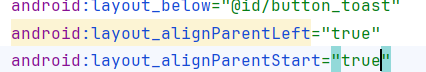 android:layout_below="@id/button_toast"
android:layout_alignParentLeft="true"
android:layout_alignParentStart="true"